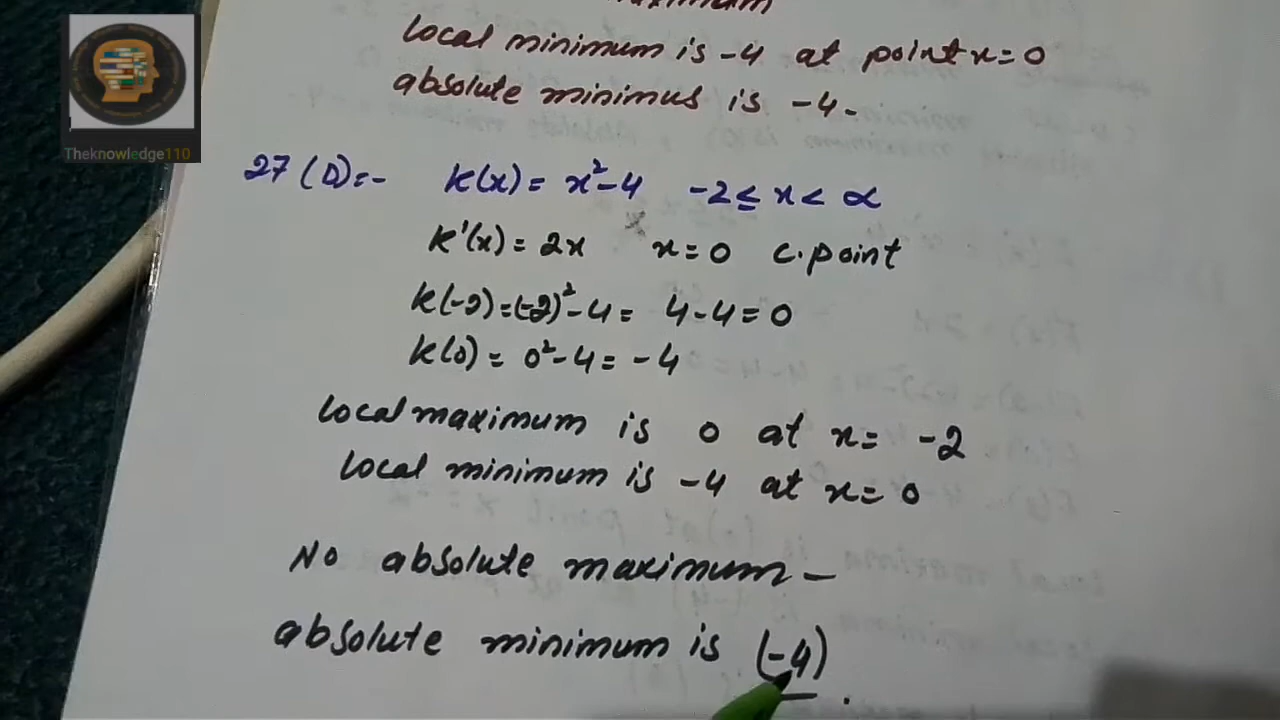 local minimum is -4 at point x=0
absolute minimus is -4.
Theknowledge110
27 (D):- k(x) = x²-4 -2 ≤ x < α
k'(x) = 2x x=0 c.point
k(-2)=(-2)²-4= 4-4=0
k(0) = 0²-4= -4
local maximum is 0 at x= -2
local minimum is -4 at x= 0
No absolute maximum-
absolute minimum is (-4)